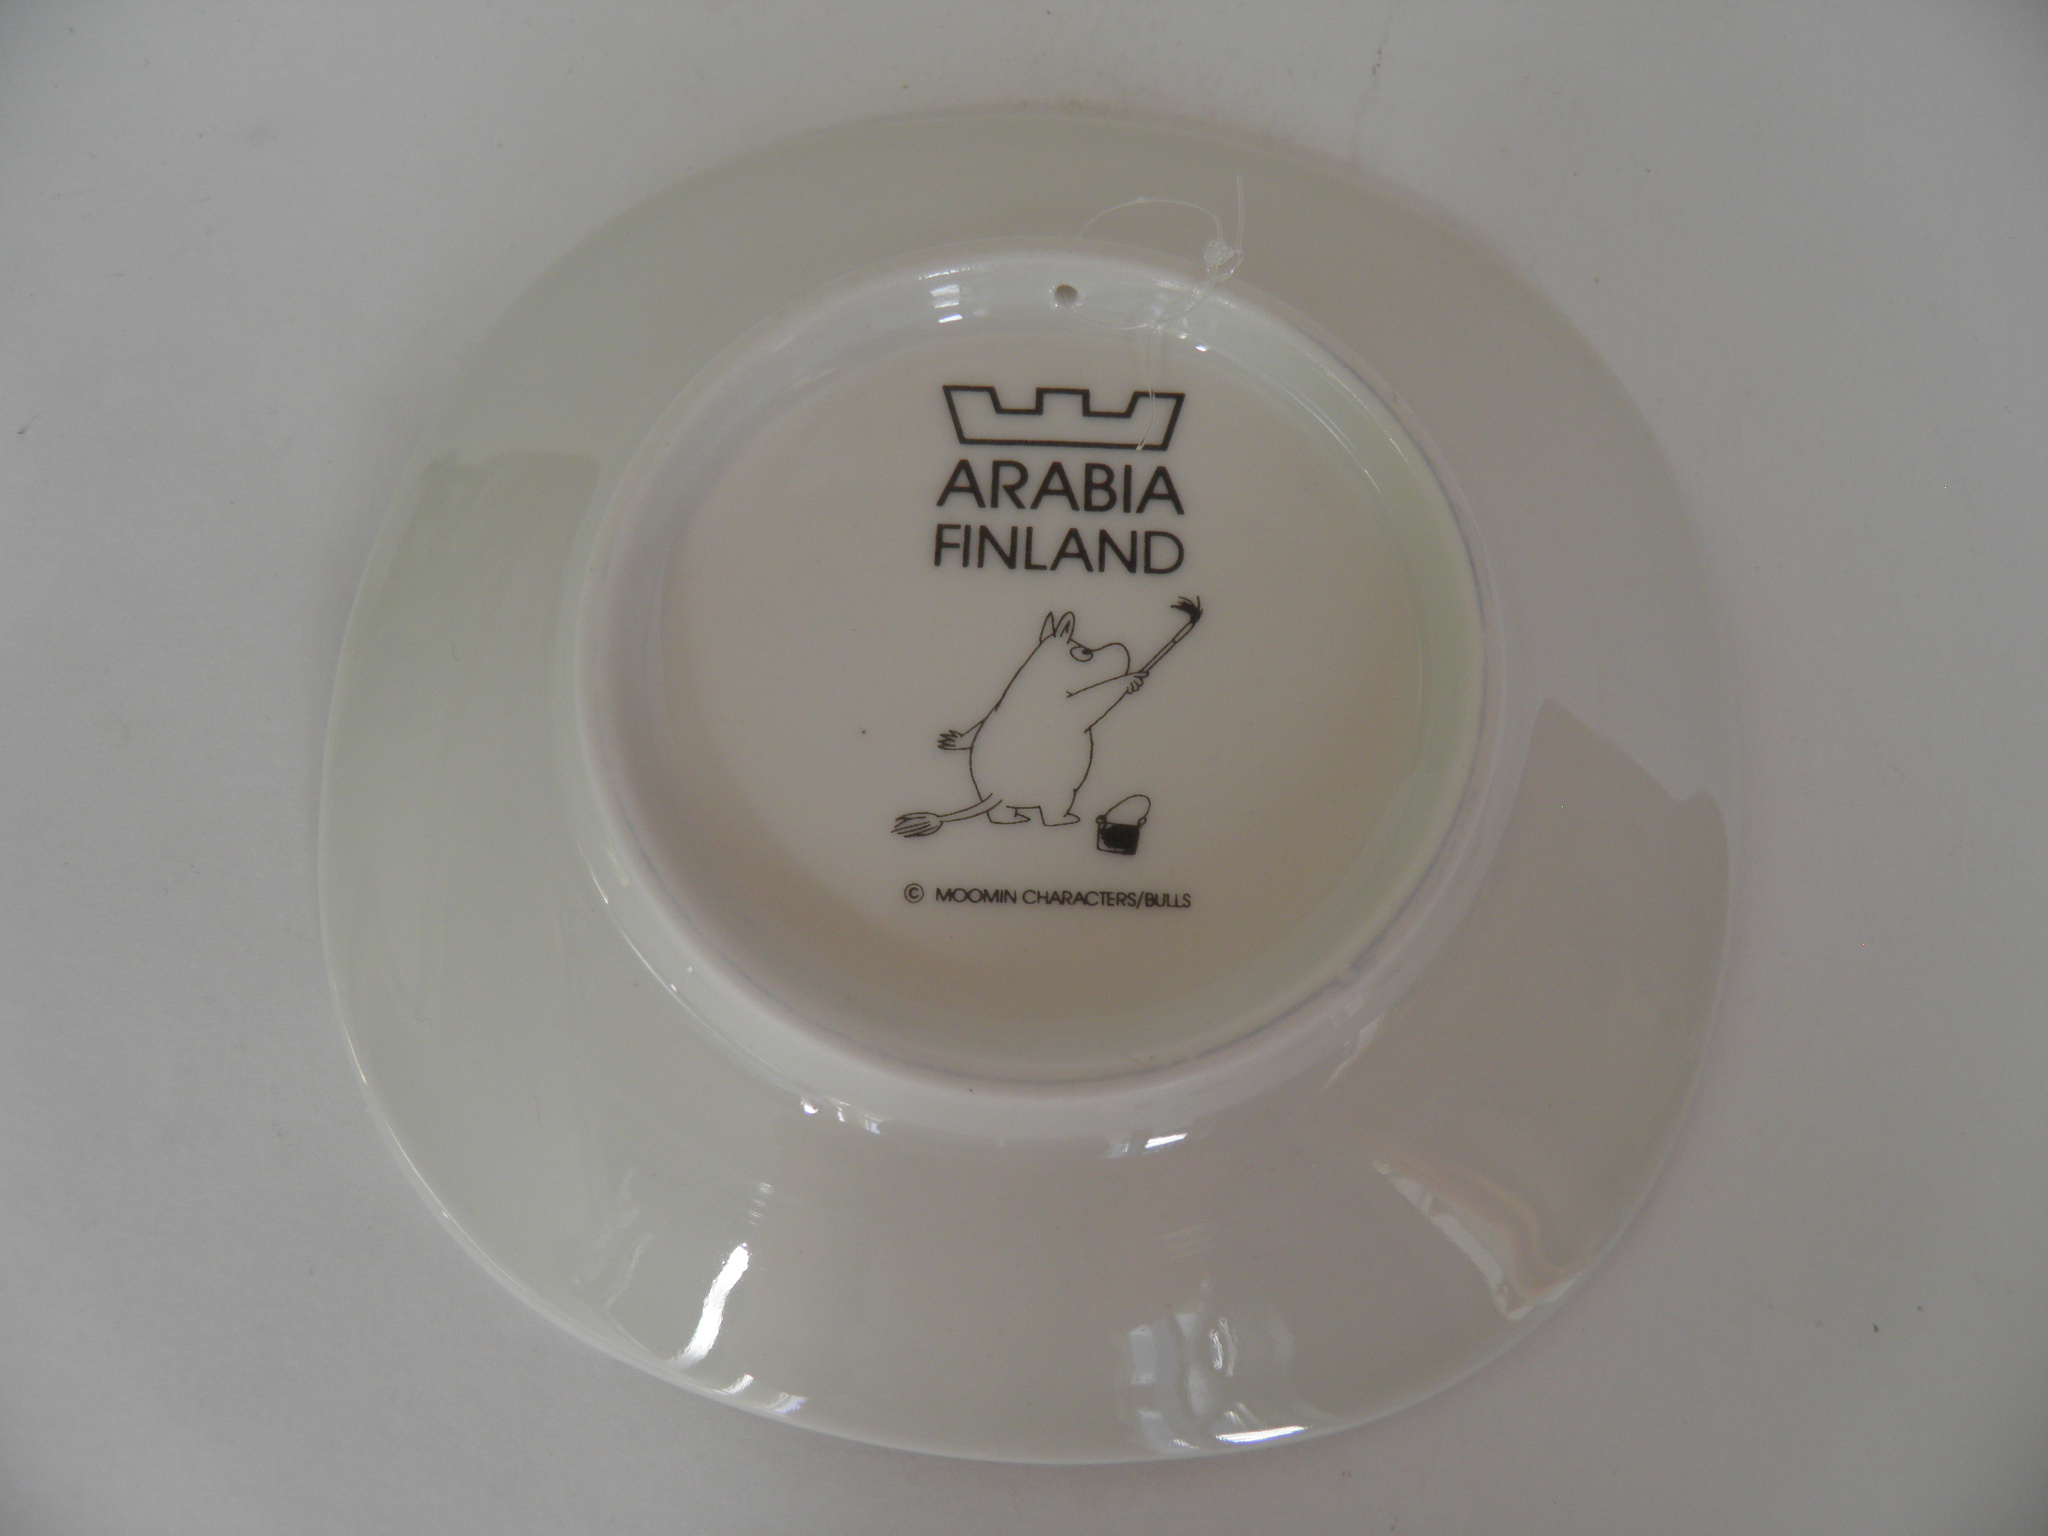 ARABIA
FINLAND
© MOOMIN CHARACTERS/BULLS